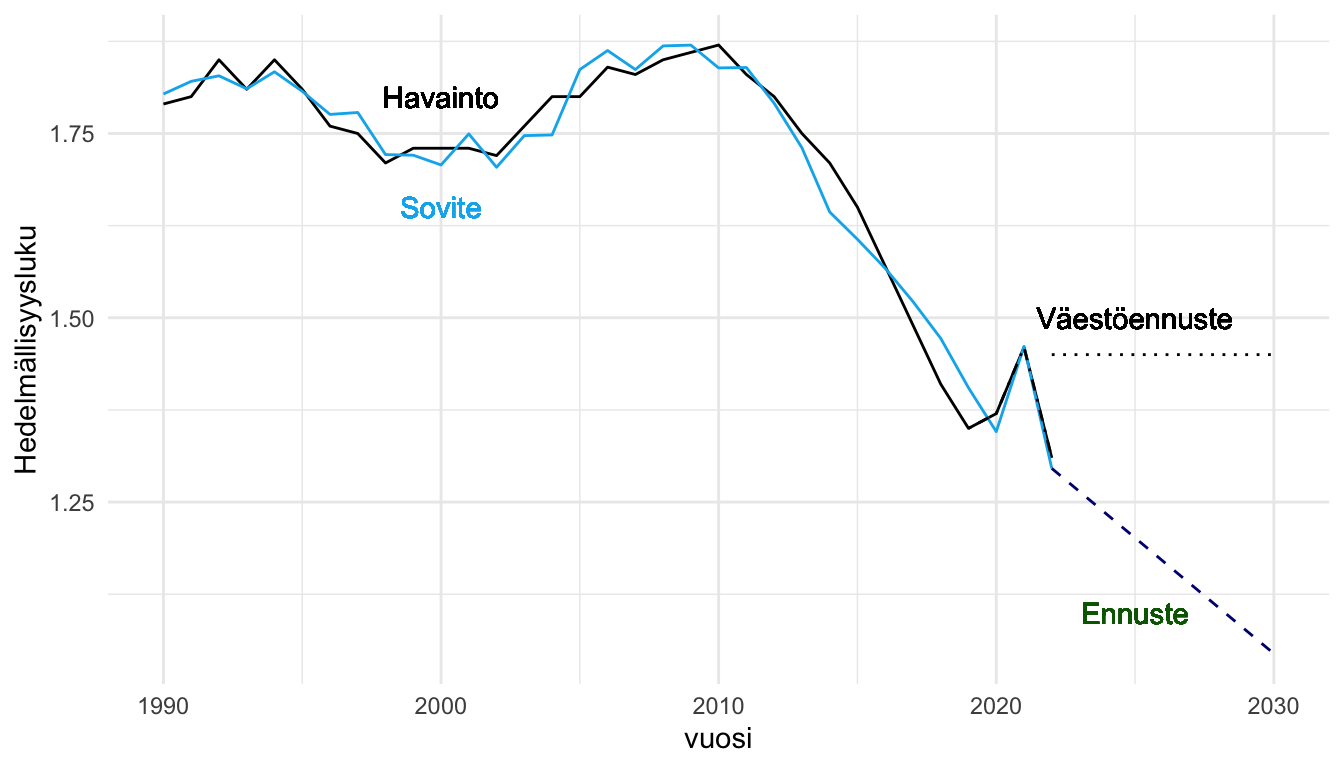 Hedelmällisyysluku
1.75
1.50
1.25
Havainto
Sovite
Väestöennuste
Ennuste
1990
2000
2010
2020
2030
vuosi